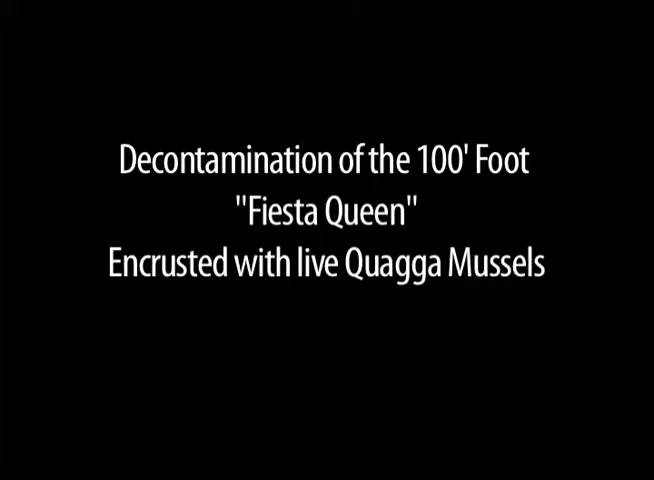 Decontamination of the 100' Foot
"Fiesta Queen"
Encrusted with live Quagga Mussels